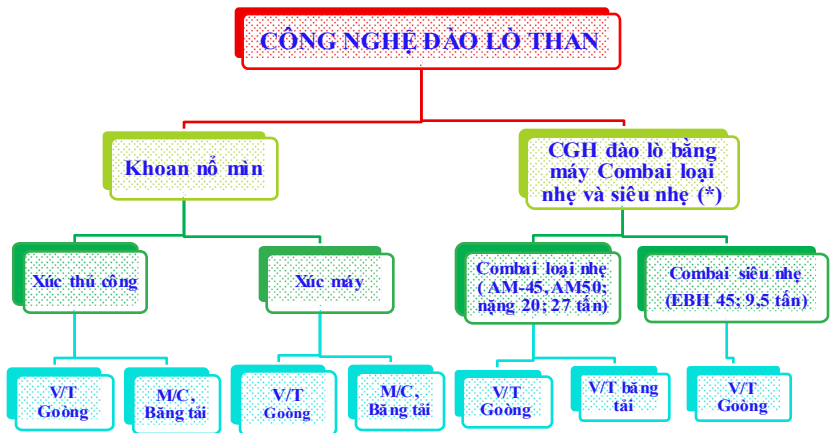 CÔNG NGHỆ ĐÀO LÒ THAN
Khoan nổ mìn
CGH đào lò bằng
máy Combai loại
nhẹ và siêu nhẹ (*)
Xúc thủ công
Xúc máy
Combai loại nhẹ
( AM-45, AM50;
nặng 20; 27 tấn)
Combai siêu nhẹ
(EBH 45; 9,5 tấn)
V/T
Goòng
M/C,
Băng tải
V/T
Goòng
M/C,
Băng tải
V/T
Goòng
V/T băng
tải
V/T
Goòng